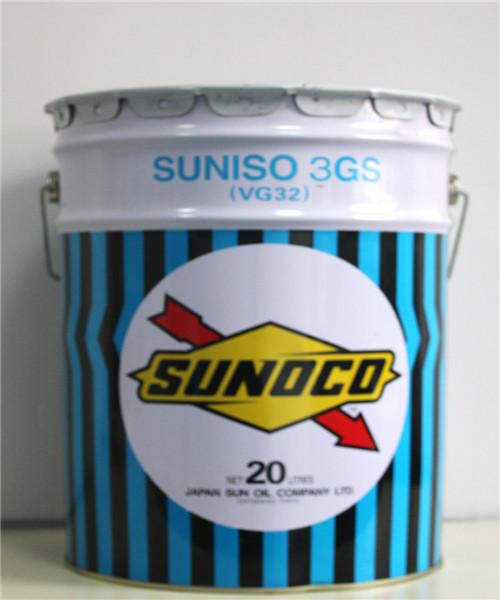 SUNISO 3GS
(VG32)
SUNOCO
NET 20 LITRES
JAPAN SUN OIL COMPANY LTD.